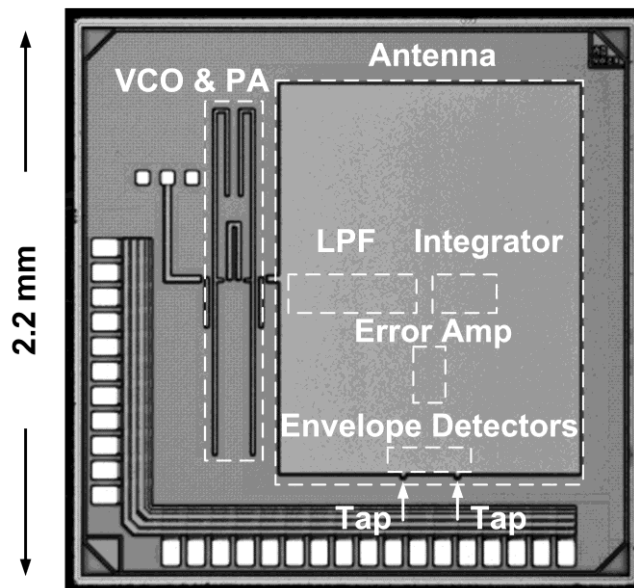 Antenna
VCO & PA
LPF Integrator
Error Amp
Envelope Detectors
Tap Tap
2.2 mm